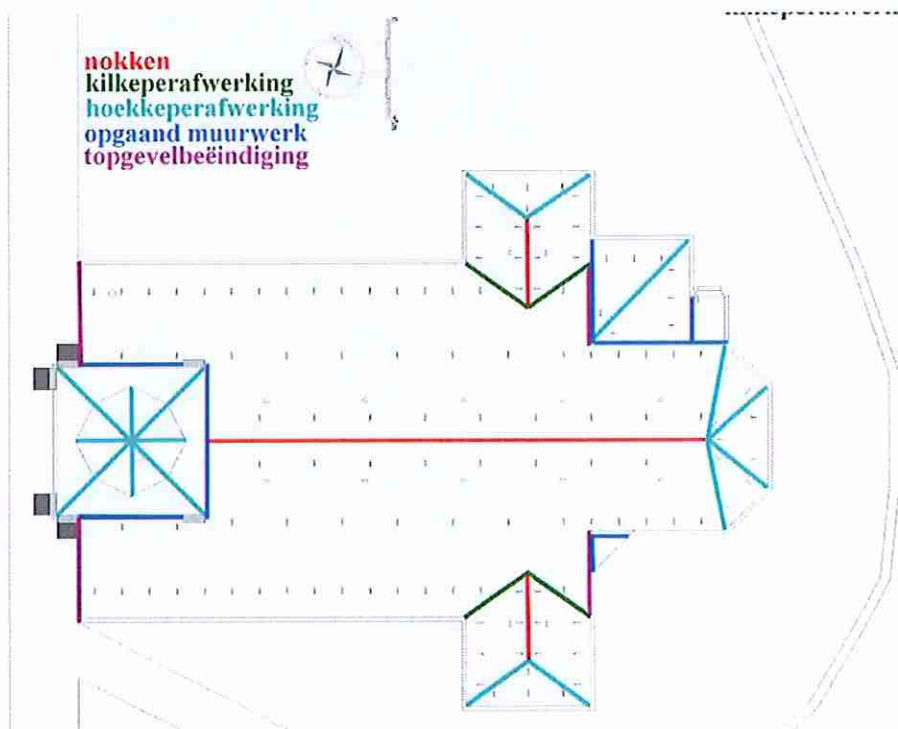 nokken
kilkeperafwerking
hoekkeperafwerking
opgaand muurwerk
topgevelbeëindiging